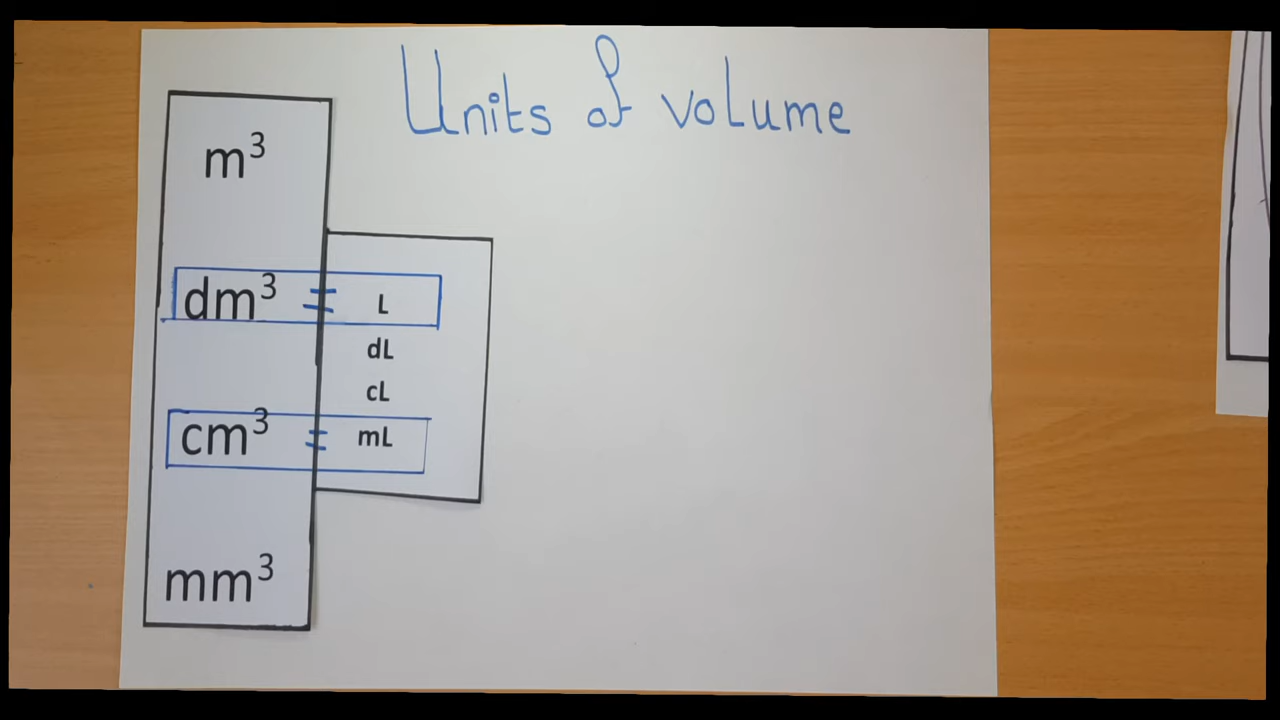 Units of volume
m³
dm³ = L
dL
cL
cm³ = mL
mm³